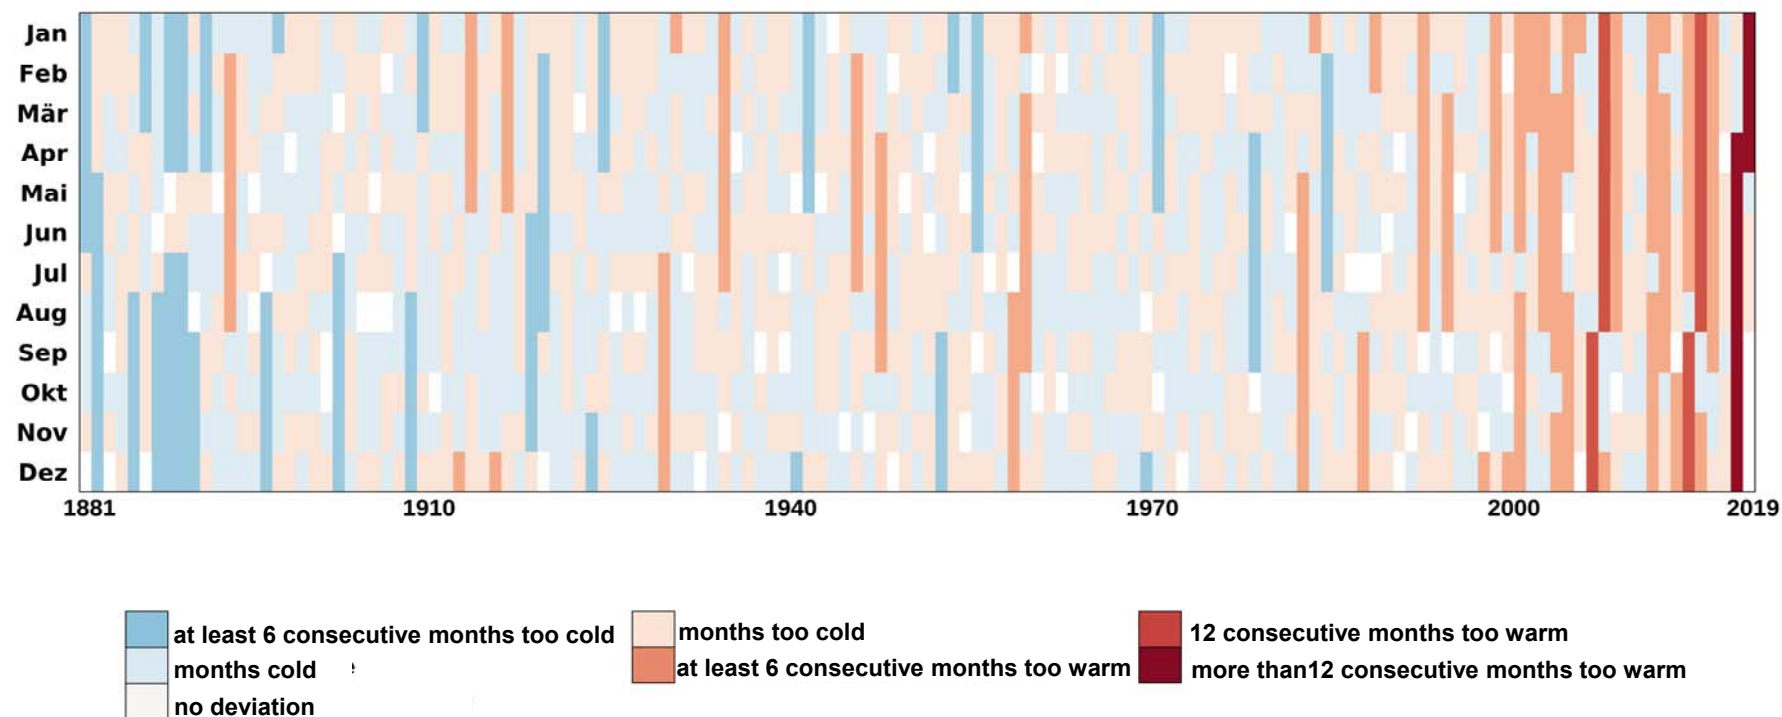 Jan
Feb
Mär
Apr
Mai
Jun
Jul
Aug
Sep
Okt
Nov
Dez
1881 1910 1940 1970 2000 2019
at least 6 consecutive months too cold
months cold
no deviation
months too cold
at least 6 consecutive months too warm
12 consecutive months too warm
more than12 consecutive months too warm